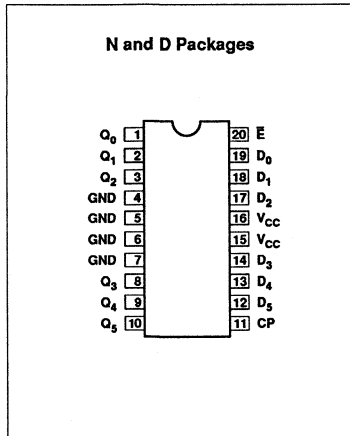 N and D Packages
Q0 1 20 E̅
Q1 2 19 D0
Q2 3 18 D1
GND 4 17 D2
GND 5 16 VCC
GND 6 15 VCC
GND 7 14 D3
Q3 8 13 D4
Q4 9 12 D5
Q5 10 11 CP